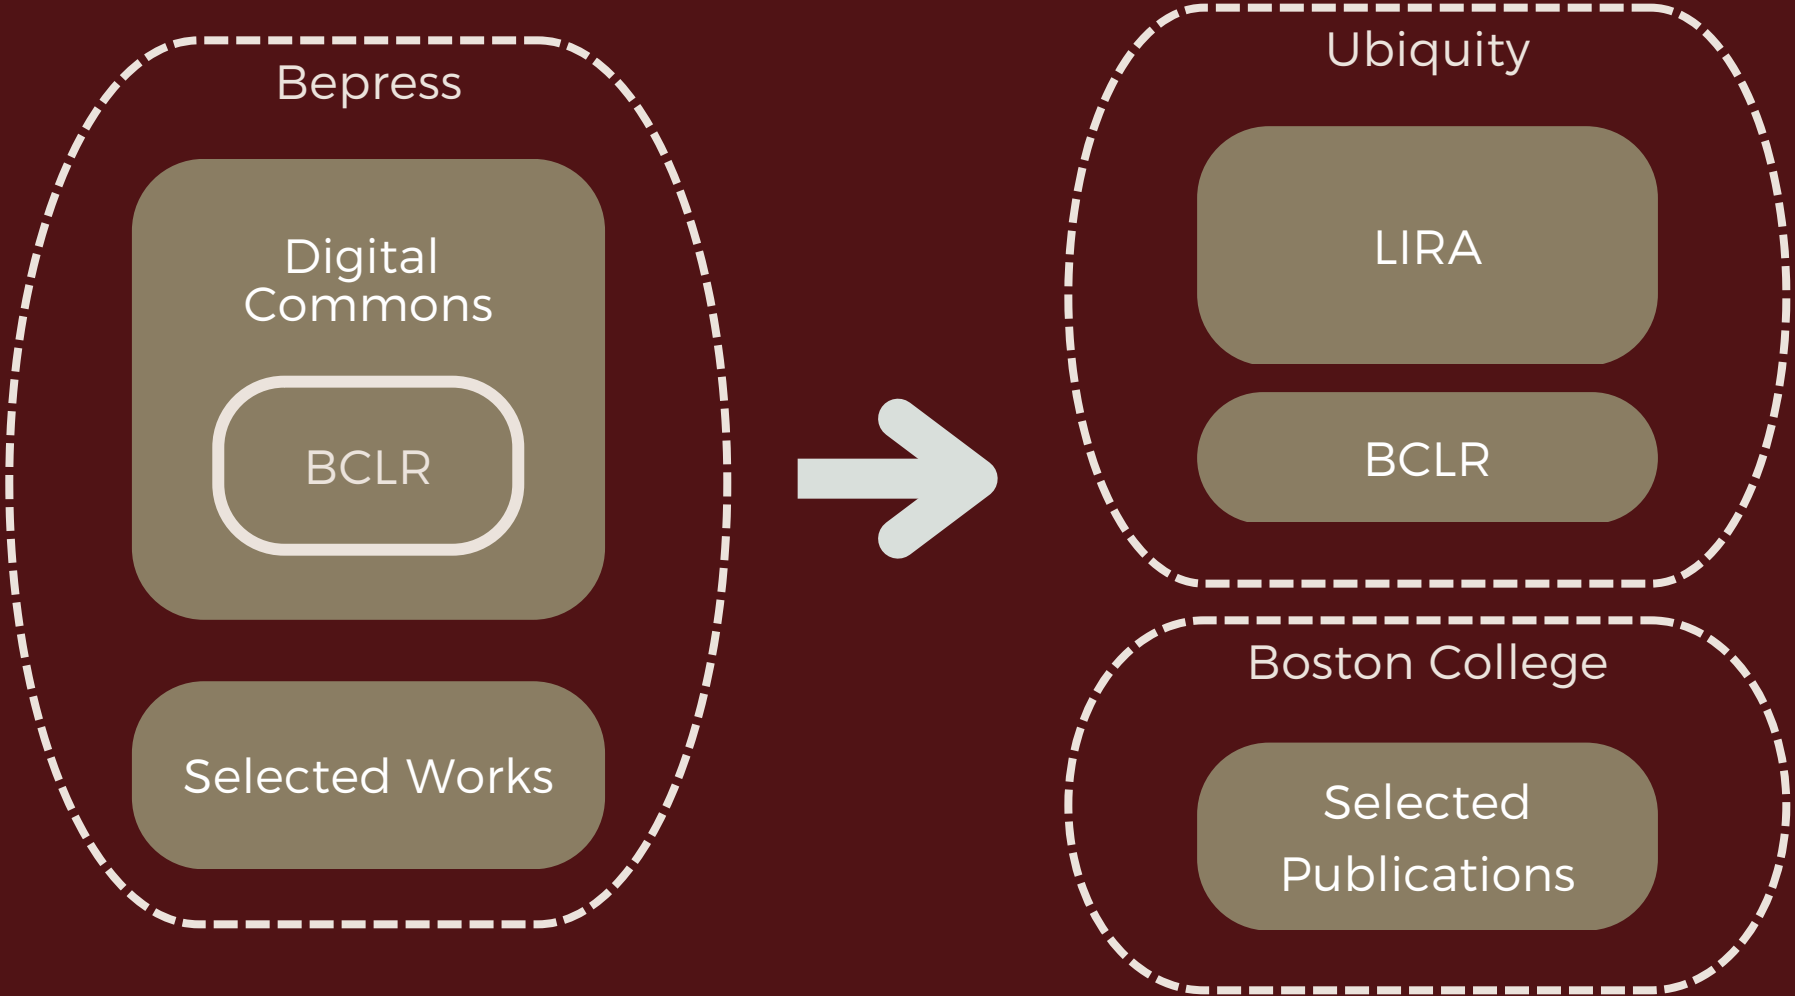 Bepress
Digital
Commons
BCLR
Selected Works
Ubiquity
LIRA
BCLR
Boston College
Selected
Publications